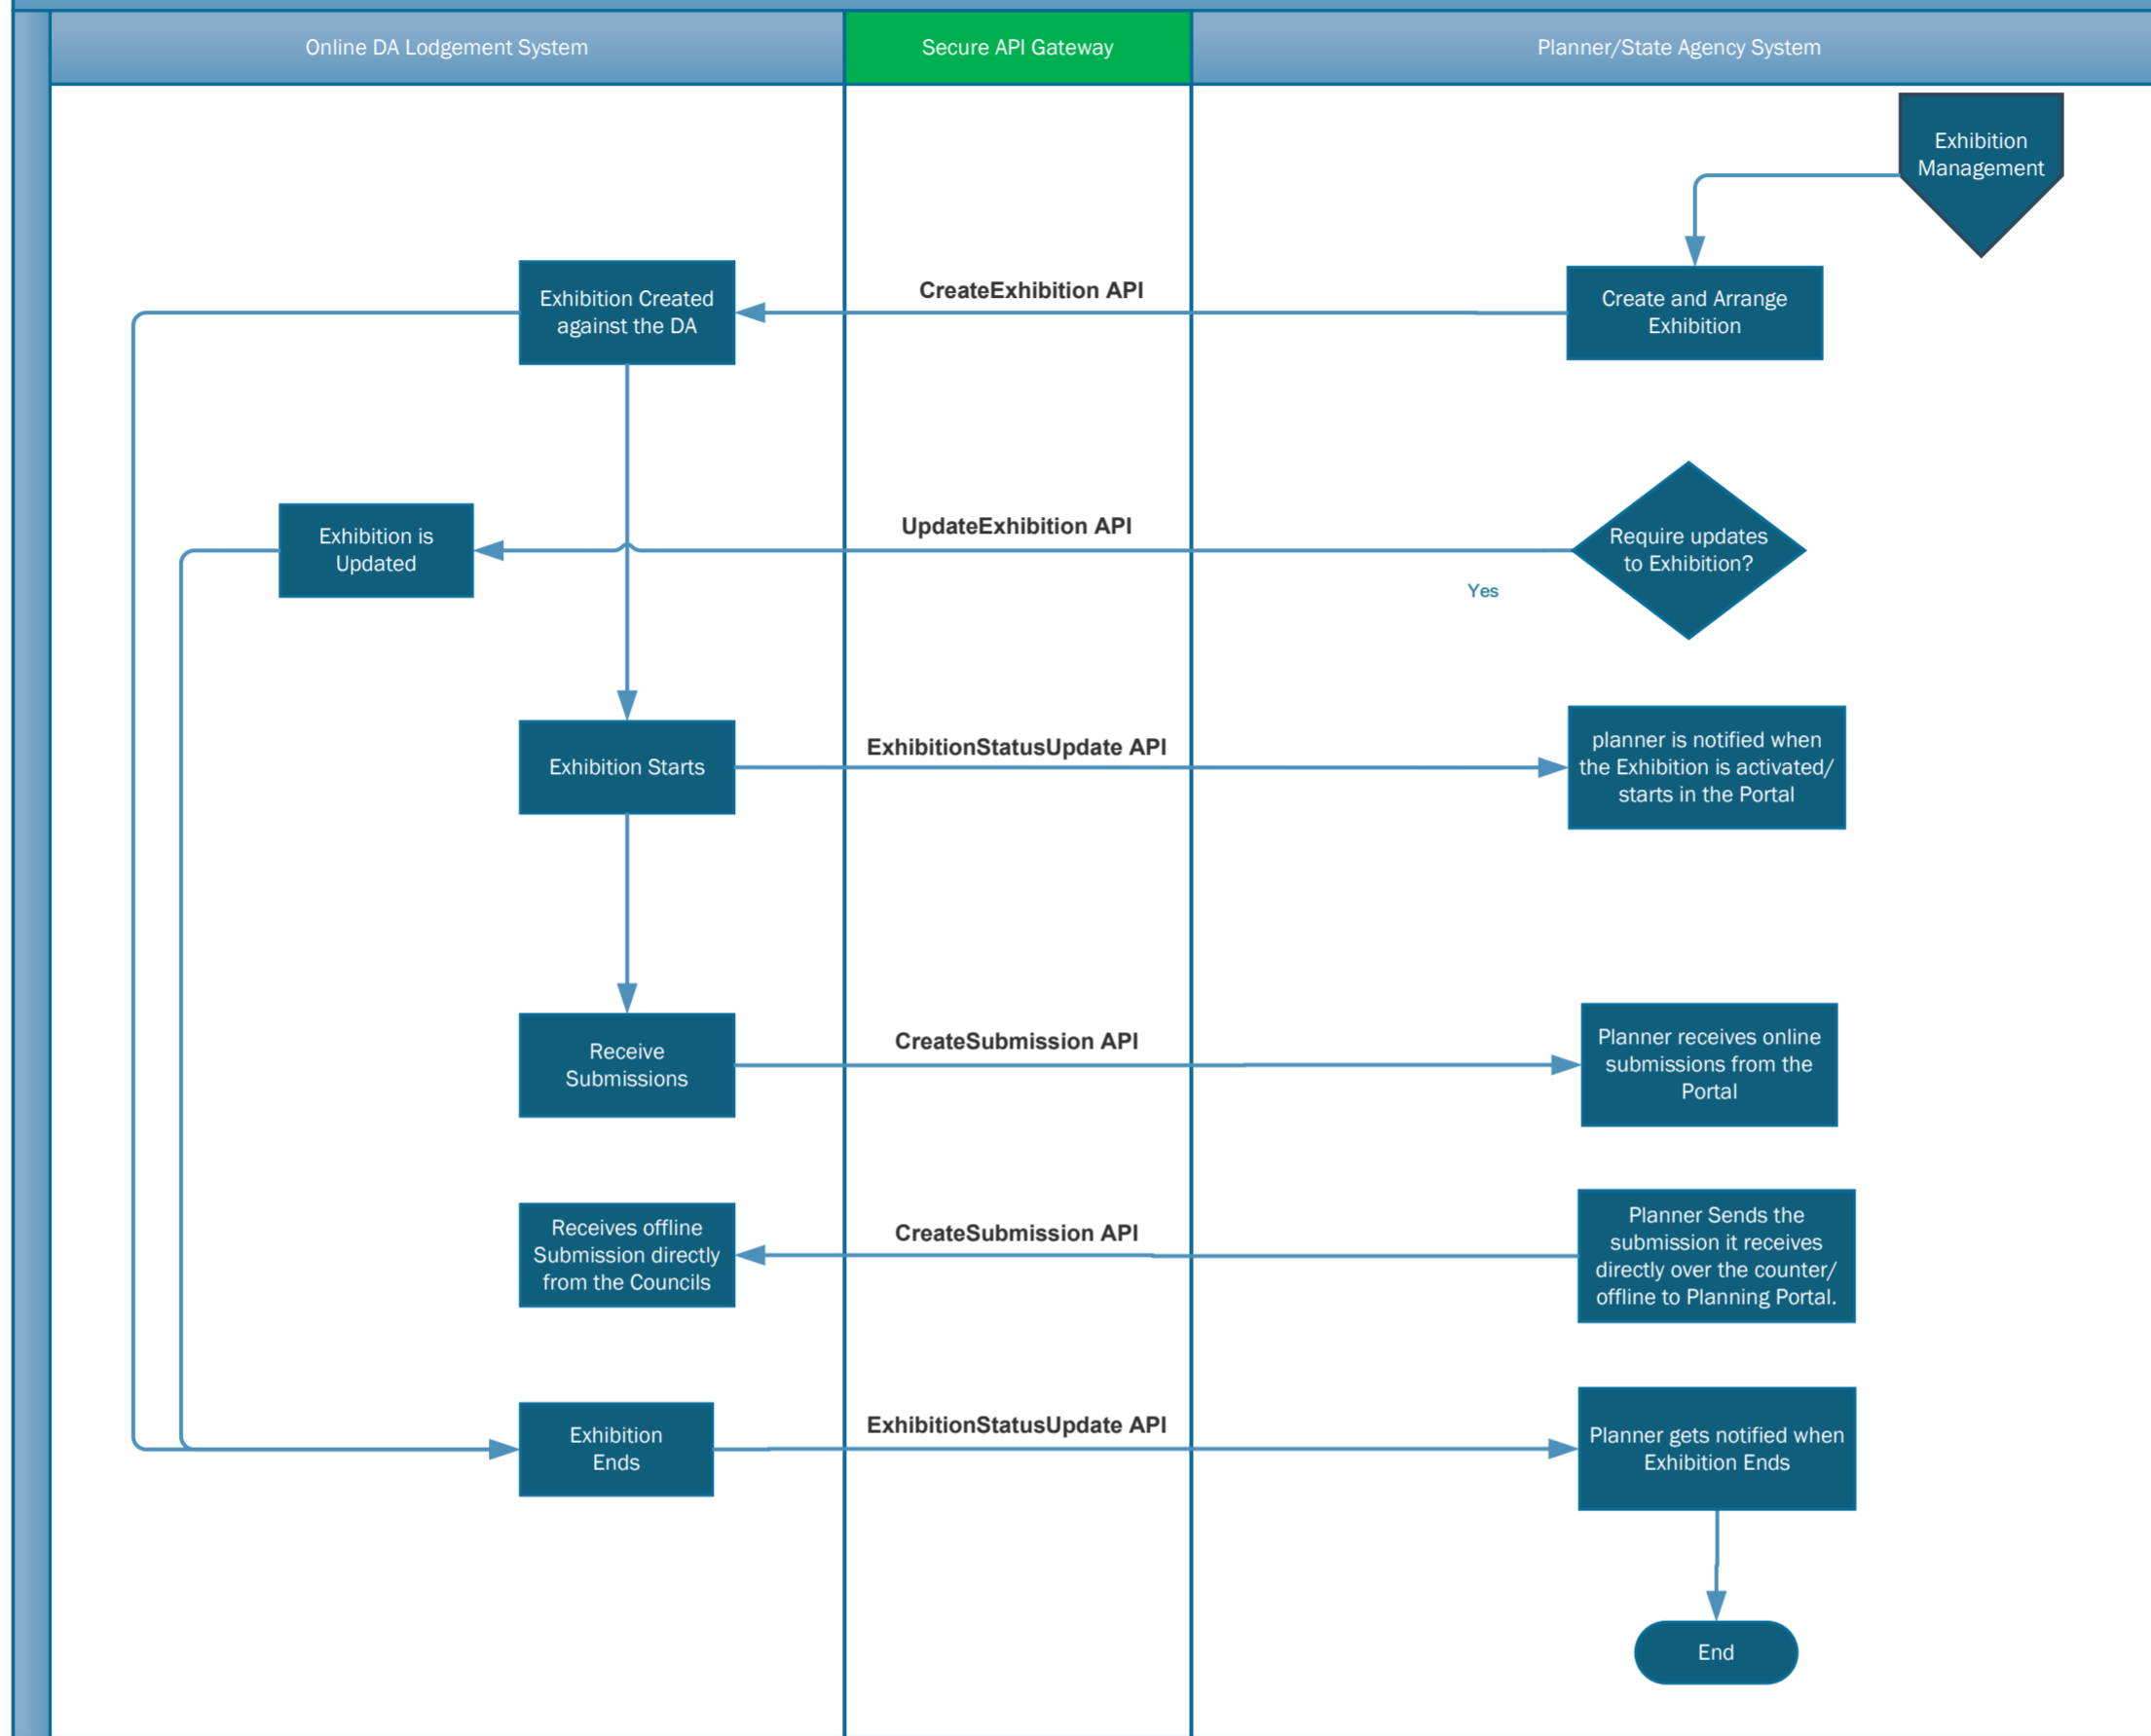 Online DA Lodgement System
Secure API Gateway
Planner/State Agency System
Exhibition
Management
Exhibition Created
against the DA
CreateExhibition API
Create and Arrange
Exhibition
Exhibition is
Updated
UpdateExhibition API
Yes
Require updates
to Exhibition?
Exhibition Starts
ExhibitionStatusUpdate API
planner is notified when
the Exhibition is activated/
starts in the Portal
Receive
Submissions
CreateSubmission API
Planner receives online
submissions from the
Portal
Receives offline
Submission directly
from the Councils
CreateSubmission API
Planner Sends the
submission it receives
directly over the counter/
offline to Planning Portal.
Exhibition
Ends
ExhibitionStatusUpdate API
Planner gets notified when
Exhibition Ends
End